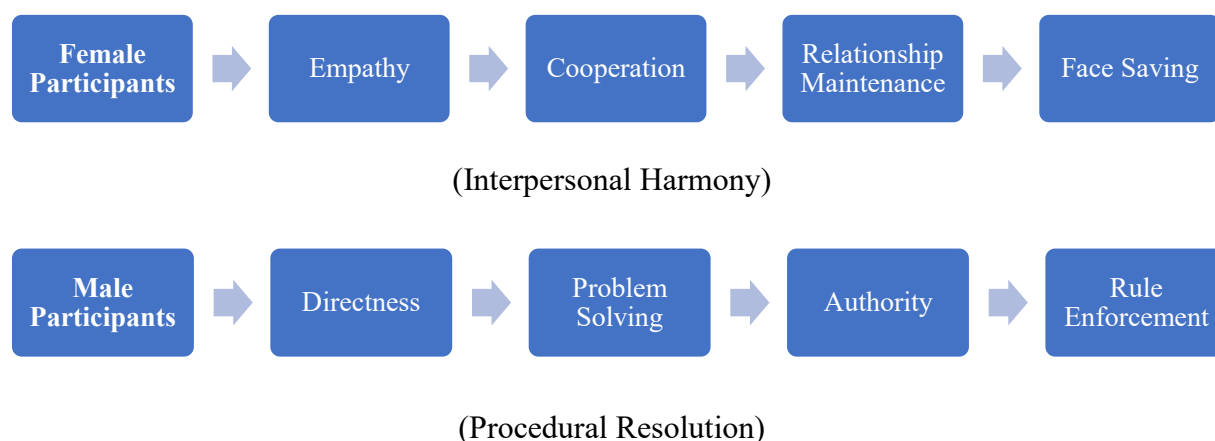 Female
Participants
Empathy
Cooperation
Relationship
Maintenance
Face Saving
(Interpersonal Harmony)
Male
Participants
Directness
Problem
Solving
Authority
Rule
Enforcement
(Procedural Resolution)